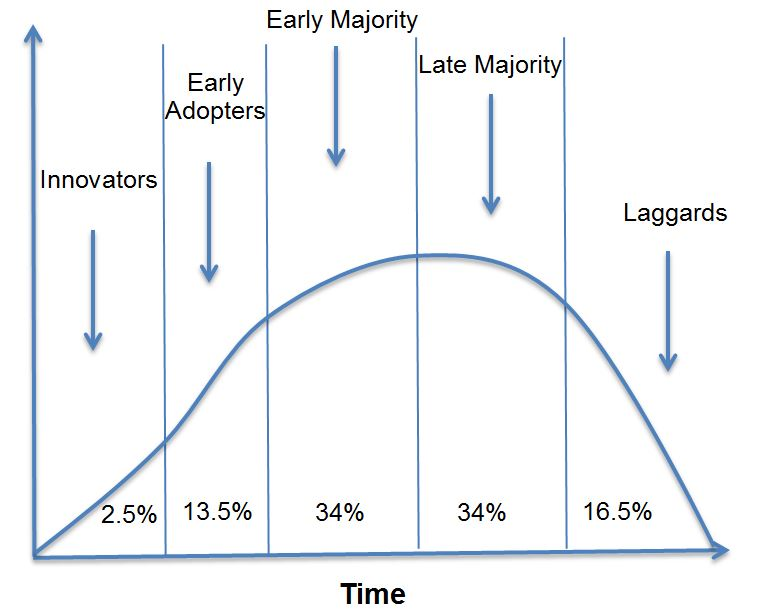 Early Majority
Late Majority
Early
Adopters
Innovators
Laggards
2.5%
13.5%
34%
34%
16.5%
Time